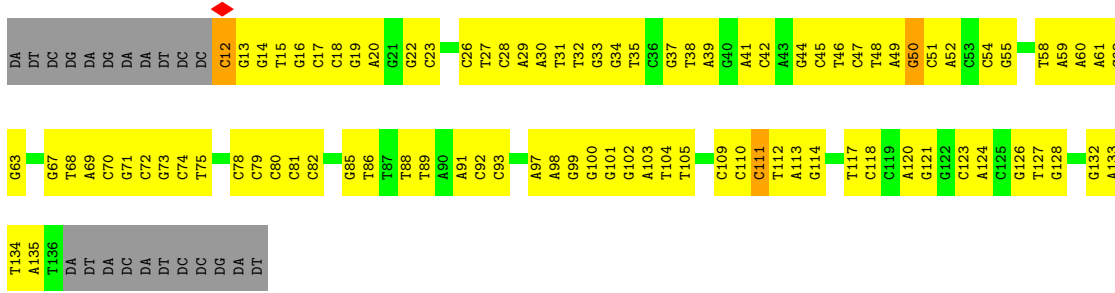 DA DT DC DG DA DG DA DA DT DC DC C12 G13 G14 T15 G16 C17 C18 G19 A20 G21 G22 C23 C26 T27 C28 A29 A30 T31 T32 G33 G34 T35 C36 G37 T38 A39 G40 A41 C42 A43 G44 C45 T46 C47 T48 A49 G50 C51 A52 C53 C54 G55 T58 A59 A60 A61
G63 G67 T68 A69 C70 G71 C72 G73 C74 T75 C78 C79 C80 C81 C82 G85 T86 T87 T88 T89 A90 A91 C92 C93 A97 A98 G99 G100 G101 G102 A103 T104 T105 C109 C110 C111 T112 A113 G114 T117 C118 C119 A120 G121 G122 C123 A124 C125 G126 T127 G128 G132 A133
T134 A135 T136 DA DT DA DC DA DT DC DC DG DA DT